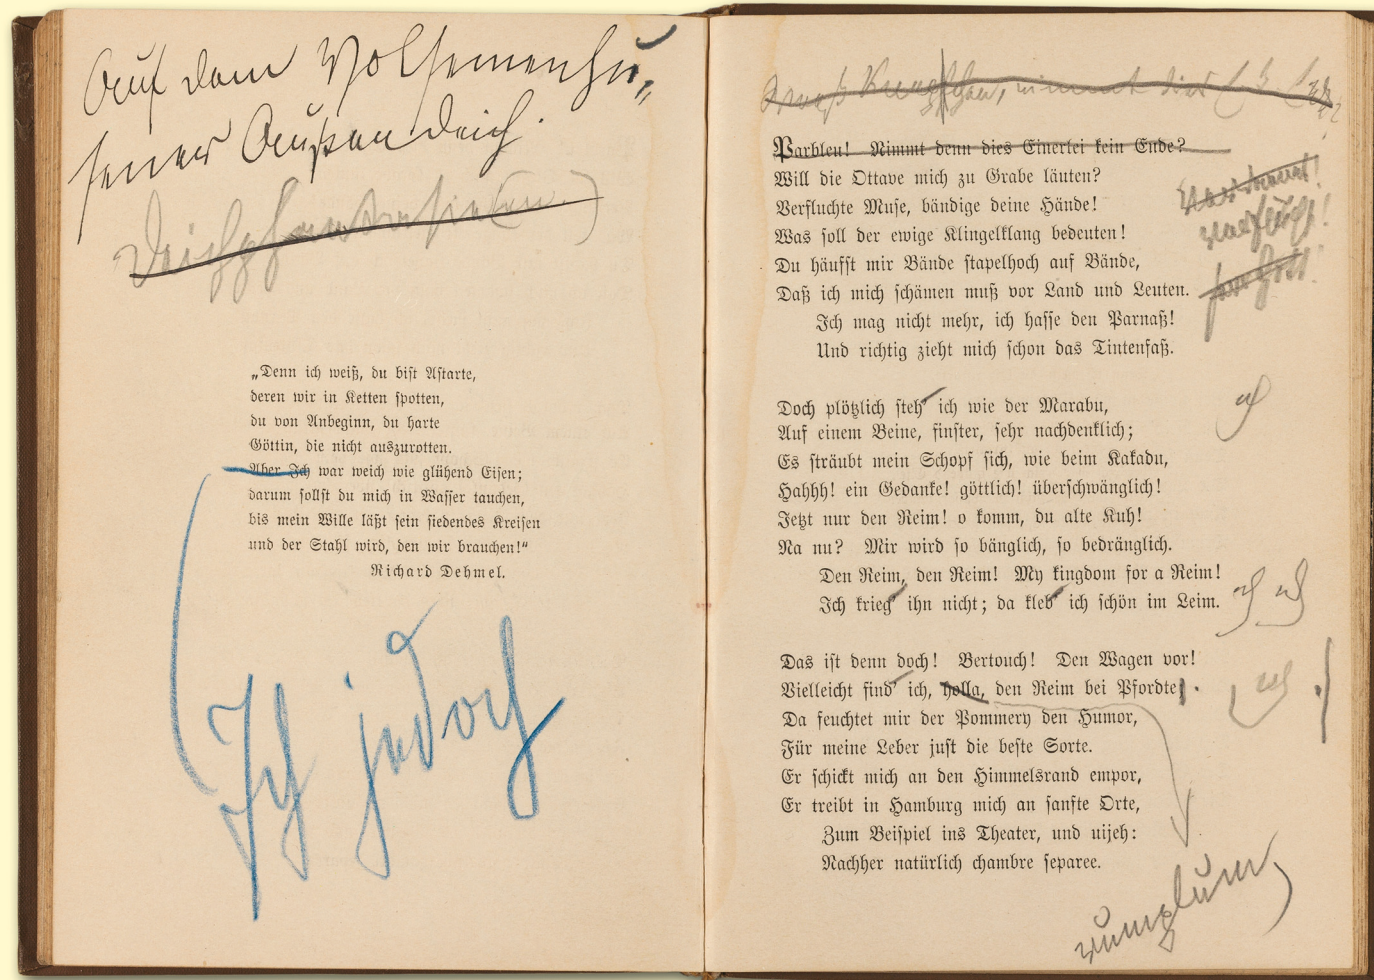 Auf dem Volsemenhu=
sener Außendeich.
Deichphantasieen.
„Denn ich weiß, du bist Astarte,
deren wir in Ketten spotten,
du von Anbeginn, du harte
Göttin, die nicht auszurotten.
Aber Ich war weich wie glühend Eisen;
darum sollst du mich in Wasser tauchen,
bis mein Wille läßt sein siedendes Kreisen
und der Stahl wird, den wir brauchen!“
Richard Dehmel.
Ich jedoch
nimmt dies
Parbleu! Nimmt denn dies Einerlei kein Ende?
Will die Ottave mich zu Grabe läuten?
Verfluchte Muse, bändige deine Hände!
Was soll der ewige Klingelklang bedeuten!
Du häufst mir Bände stapelhoch auf Bände,
Daß ich mich schämen muß vor Land und Leuten.
Ich mag nicht mehr, ich hasse den Parnaß!
Und richtig zieht mich schon das Tintenfaß.
verflucht!
Doch plötzlich steh' ich wie der Marabu,
Auf einem Beine, finster, sehr nachdenklich;
Es sträubt mein Schopf sich, wie beim Kakadu,
Hahhh! ein Gedanke! göttlich! überschwänglich!
Jetzt nur den Reim! o komm, du alte Kuh!
Na nu? Mir wird so bänglich, so bedränglich.
Den Reim, den Reim! My kingdom for a Reim!
Ich krieg' ihn nicht; da kleb' ich schön im Leim.
Das ist denn doch! Bertouch! Den Wagen vor!
Vielleicht find' ich, holla, den Reim bei Pfordte.
Da feuchtet mir der Pommery den Humor,
Für meine Leber just die beste Sorte.
Er schickt mich an den Himmelsrand empor,
Er treibt in Hamburg mich an sanfte Orte,
Zum Beispiel ins Theater, und uijeh:
Nachher natürlich chambre separee.